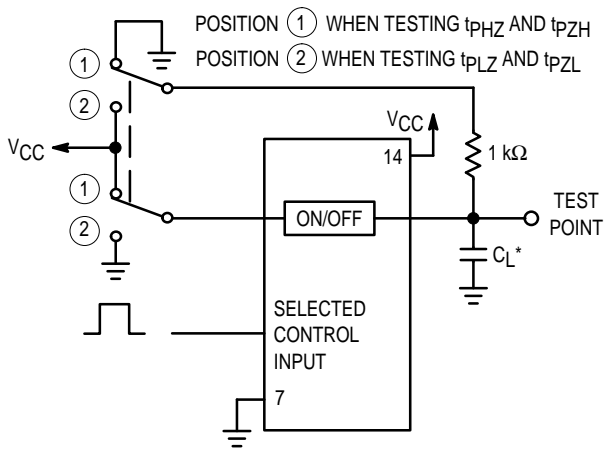 POSITION 1 WHEN TESTING tPHZ AND tPZH
POSITION 2 WHEN TESTING tPLZ AND tPZL
1
2
VCC
1
2
VCC
14
1 kΩ
ON/OFF
TEST
POINT
CL*
SELECTED
CONTROL
INPUT
7